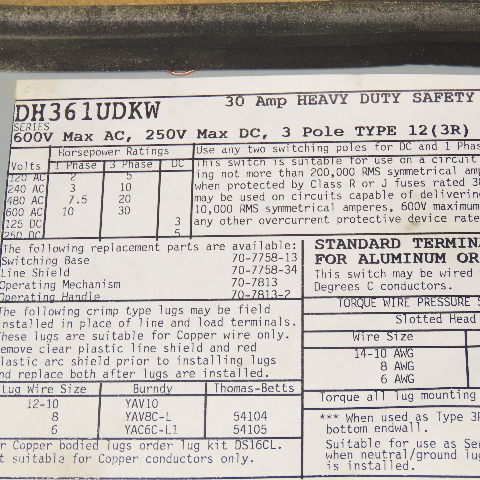 DH361UDKW 30 Amp HEAVY DUTY SAFETY
SERIES
600V Max AC, 250V Max DC, 3 Pole TYPE 12(3R)
Horsepower Ratings
Volts 1 Phase 3 Phase DC
120 AC 2 5
240 AC 3 10
480 AC 7.5 20
600 AC 10 30
125 DC 3
250 DC 5
Use any two switching poles for DC and 1 Phase
This switch is suitable for use on a circuit
ing not more than 200,000 RMS symmetrical
when protected by Class R or J fuses rated
may be used on circuits capable of
10,000 RMS symmetrical amperes, 600V maximum
any other overcurrent protective device
The following replacement parts are available:
Switching Base 70-7758-13
Line Shield 70-7758-34
Operating Mechanism 70-7813
Operating Handle 70-7813-2
The following crimp type lugs may be field
installed in place of line and load terminals.
These lugs are suitable for Copper wire only.
Remove clear plastic line shield and red
plastic arc shield prior to installing lugs
and replace both after lugs are installed.
Lug Wire Size Burndy Thomas-Betts
12-10 YAV10
8 YAV8C-L 54104
6 YAC6C-L1 54105
For Copper bodied lugs order lug kit DS16CL.
Not suitable for Copper conductors only.
STANDARD
FOR ALUMINUM OR
This switch may be wired
Degrees C conductors.
TORQUE WIRE PRESSURE
Slotted Head
Wire Size
14-10 AWG
8 AWG
6 AWG
Torque all lug mounting
*** When used as Type
bottom endwall.
Suitable for use as
when neutral/ground
is installed.